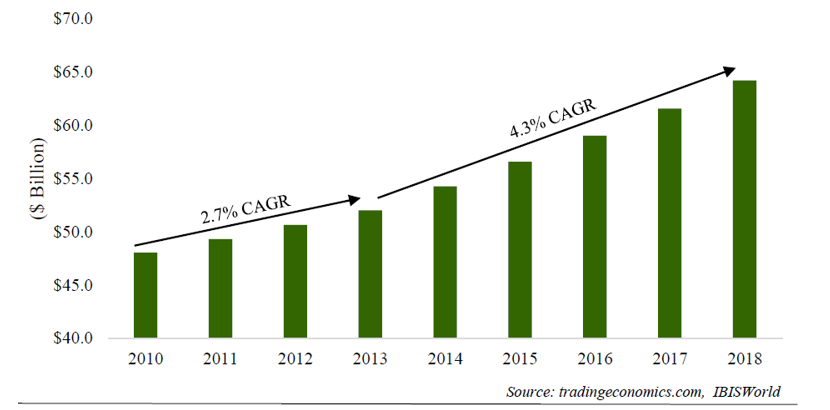 $70.0
$65.0
$60.0
$55.0
$50.0
$45.0
$40.0
($ Billion)
2.7% CAGR
4.3% CAGR
2010 2011 2012 2013 2014 2015 2016 2017 2018
Source: tradingeconomics.com, IBISWorld